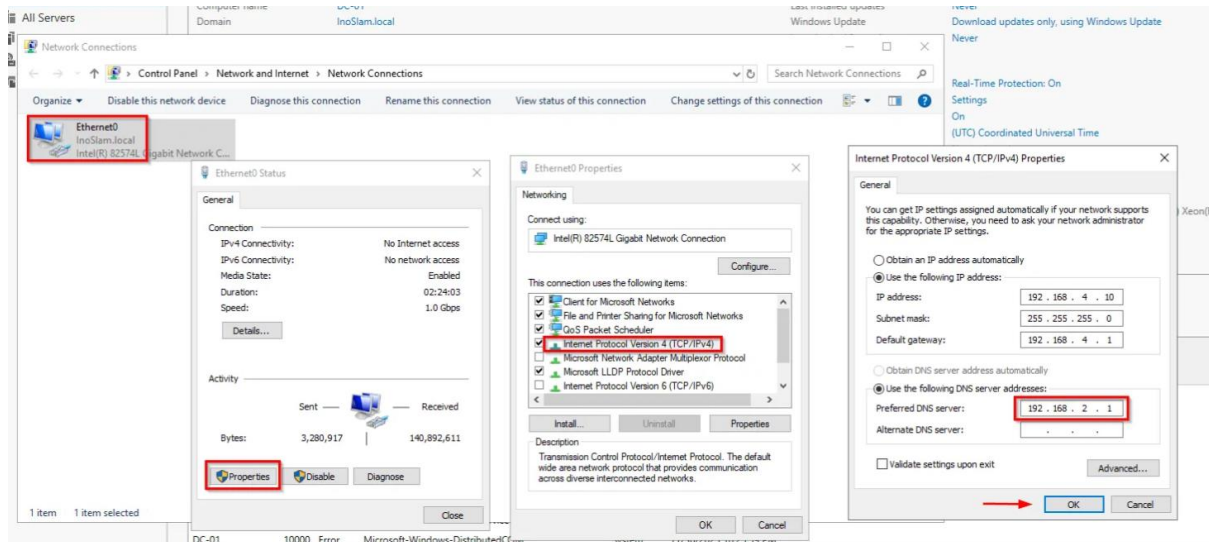 All Servers
Computer name DC-01
Domain InoSlam.local
Last installed updates Never
Windows Update Download updates only, using Windows Update
Never
Real-Time Protection: On
Settings
On
(UTC) Coordinated Universal Time
Xeon(
Network Connections
Control Panel > Network and Internet > Network Connections
Search Network Connections
Organize Disable this network device Diagnose this connection Rename this connection View status of this connection Change settings of this connection
Ethernet0
InoSlam.local
Intel(R) 82574L Gigabit Network C...
1 item 1 item selected
Ethernet0 Status
General
Connection
IPv4 Connectivity: No Internet access
IPv6 Connectivity: No network access
Media State: Enabled
Duration: 02:24:03
Speed: 1.0 Gbps
Details...
Activity
Sent — — Received
Bytes: 3,280,917 140,892,611
Properties Disable Diagnose
Close
Ethernet0 Properties
Networking
Connect using:
Intel(R) 82574L Gigabit Network Connection
Configure...
This connection uses the following items:
Client for Microsoft Networks
File and Printer Sharing for Microsoft Networks
QoS Packet Scheduler
Internet Protocol Version 4 (TCP/IPv4)
Microsoft Network Adapter Multiplexor Protocol
Microsoft LLDP Protocol Driver
Internet Protocol Version 6 (TCP/IPv6)
Install... Uninstall Properties
Description
Transmission Control Protocol/Internet Protocol. The default
wide area network protocol that provides communication
across diverse interconnected networks.
OK Cancel
Internet Protocol Version 4 (TCP/IPv4) Properties
General
You can get IP settings assigned automatically if your network supports
this capability. Otherwise, you need to ask your network administrator
for the appropriate IP settings.
Obtain an IP address automatically
Use the following IP address:
IP address: 192 . 168 . 4 . 10
Subnet mask: 255 . 255 . 255 . 0
Default gateway: 192 . 168 . 4 . 1
Obtain DNS server address automatically
Use the following DNS server addresses:
Preferred DNS server: 192 . 168 . 2 . 1
Alternate DNS server: . . .
Validate settings upon exit Advanced...
OK Cancel
DC-01 10000 Error Microsoft-Windows-DistributedCOM